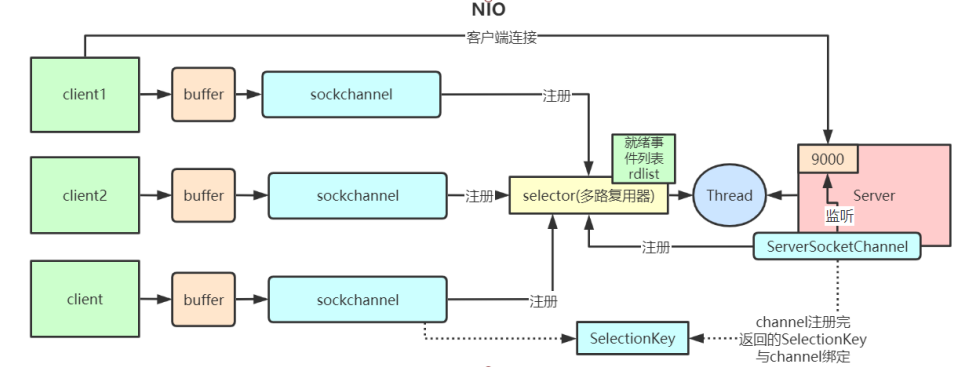 NIO
客户端连接
client1
buffer
sockchannel
注册
就绪事
件列表
rdlist
9000
client2
buffer
sockchannel
注册
selector(多路复用器)
Thread
Server
监听
注册
ServerSocketChannel
client
buffer
sockchannel
注册
SelectionKey
channel注册完
返回的SelectionKey
与channel绑定